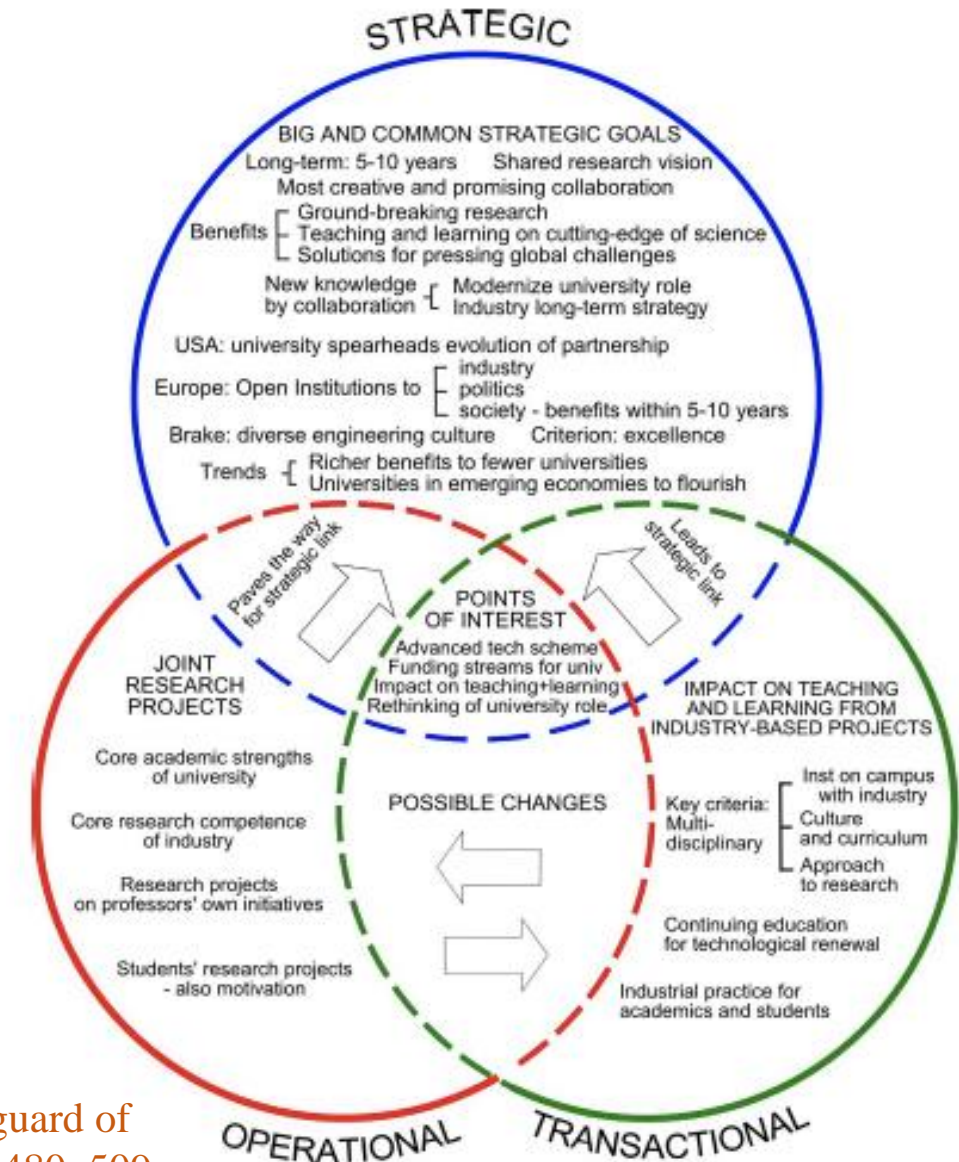 STRATEGIC
BIG AND COMMON STRATEGIC GOALS
Long-term: 5-10 years Shared research vision
Most creative and promising collaboration
Benefits
Ground-breaking research
Teaching and learning on cutting-edge of science
Solutions for pressing global challenges
New knowledge
by collaboration
Modernize university role
Industry long-term strategy
USA: university spearheads evolution of partnership
Europe: Open Institutions to
industry
politics
society - benefits within 5-10 years
Brake: diverse engineering culture Criterion: excellence
Trends
Richer benefits to fewer universities
Universities in emerging economies to flourish
Paves the way
for strategic link
Leads to
strategic link
POINTS
OF INTEREST
Advanced tech scheme
Funding streams for univ
Impact on teaching+learning
Rethinking of university role
JOINT
RESEARCH
PROJECTS
Core academic strengths
of university
Core research competence
of industry
Research projects
on professors' own initiatives
Students' research projects
- also motivation
POSSIBLE CHANGES
IMPACT ON TEACHING
AND LEARNING FROM
INDUSTRY-BASED PROJECTS
Key criteria:
Multi-
disciplinary
Inst on campus
with industry
Culture
and curriculum
Approach
to research
Continuing education
for technological renewal
Industrial practice for
academics and students
OPERATIONAL
TRANSACTIONAL
guard of
480–509